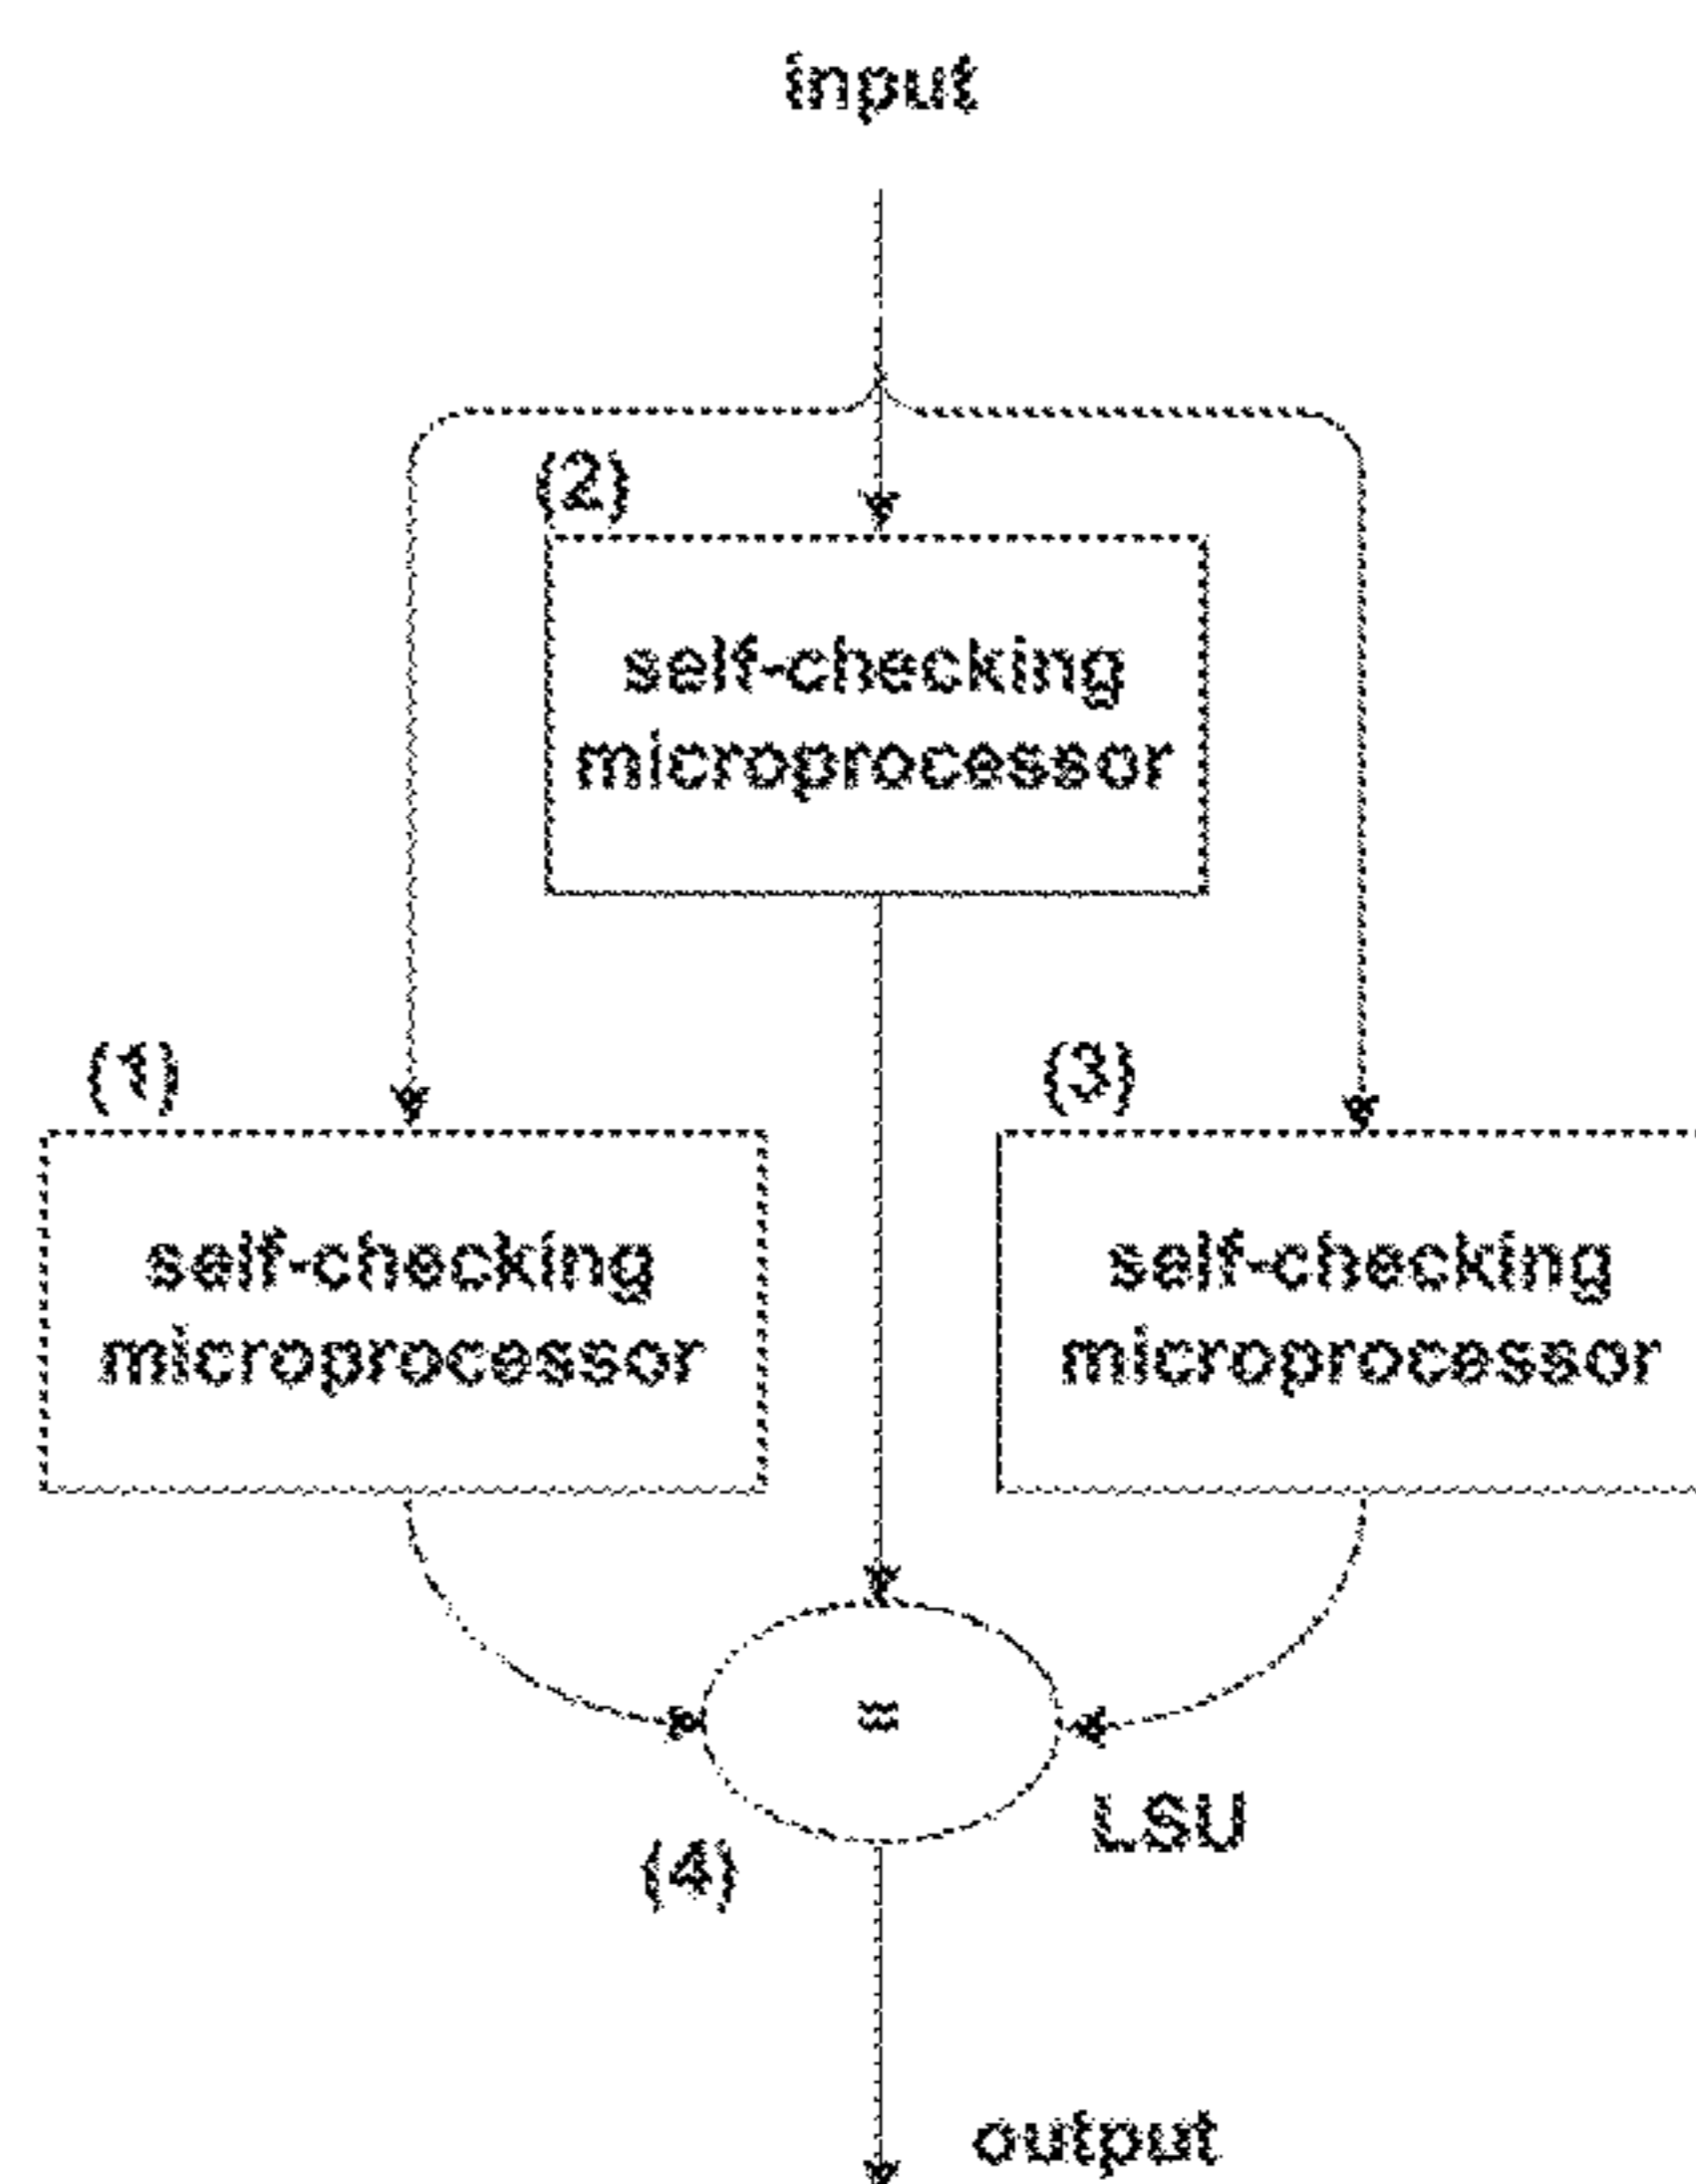 input
(2)
self-checking
microprocessor
(1)
(3)
self-checking
microprocessor
self-checking
microprocessor
=
LSU
(4)
output